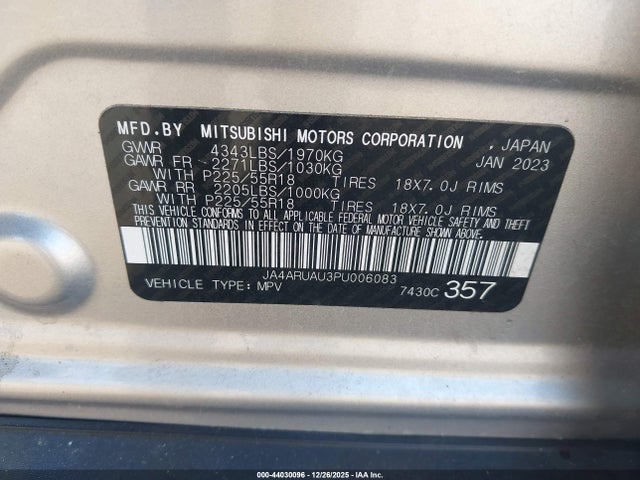 MFD.BY MITSUBISHI MOTORS CORPORATION , JAPAN
GVWR 4343LBS/1970KG JAN 2023
GAWR FR 2271LBS/1030KG
WITH P225/55R18 TIRES 18X7.0J RIMS
GAWR RR 2205LBS/1000KG
WITH P225/55R18 TIRES 18X7.0J RIMS
THIS VEHICLE CONFORMS TO ALL APPLICABLE FEDERAL MOTOR VEHICLE SAFETY AND THEFT
PREVENTION STANDARDS IN EFFECT ON THE DATE OF MANUFACTURE SHOWN ABOVE.
JA4ARUAU3PU006083
VEHICLE TYPE: MPV 7430C 357
000-44030096 • 12/26/2025 • IAA Inc.